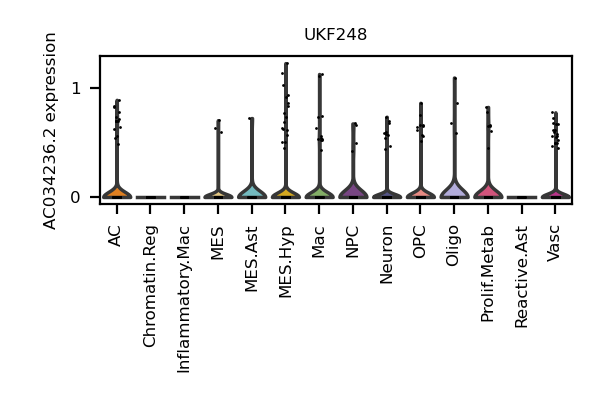 UKF248
AC034236.2 expression
1
0
AC
Chromatin.Reg
Inflammatory.Mac
MES
MES.Ast
MES.Hyp
Mac
NPC
Neuron
OPC
Oligo
Prolif.Metab
Reactive.Ast
Vasc